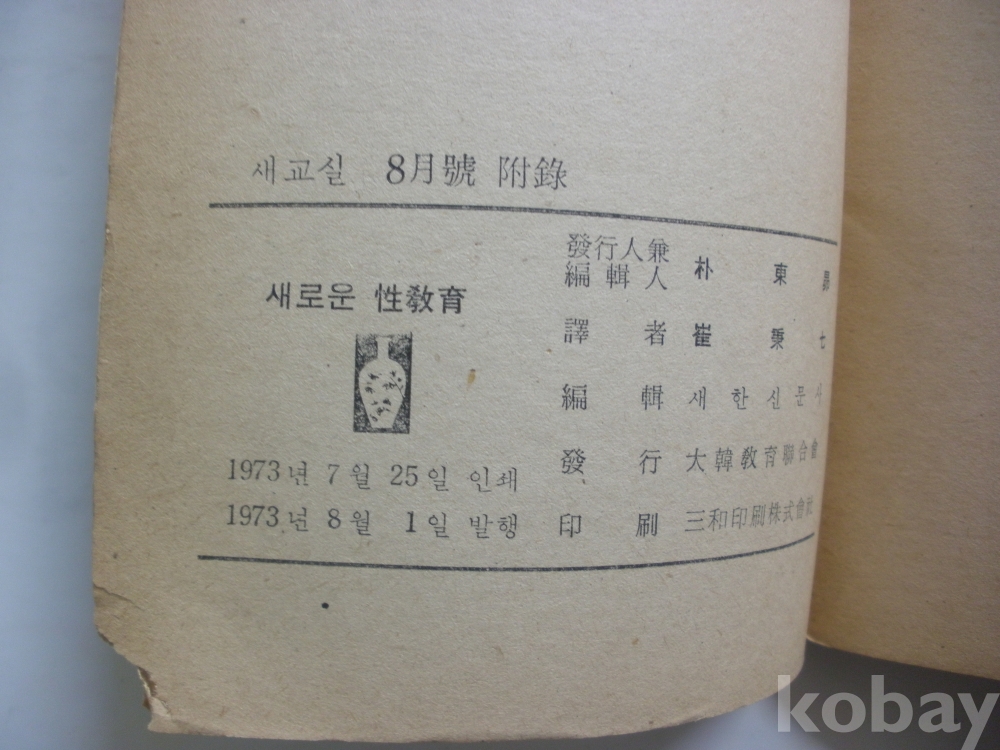 새교실 8月號 附錄
새로운 性敎育
1973년 7월 25일 인쇄
1973년 8월 1일 발행
發行人兼
編輯人 朴東
譯者 崔秉七
編輯 새한신문사
發行 大韓敎育聯合會
印刷 三和印刷株式會社
kobay